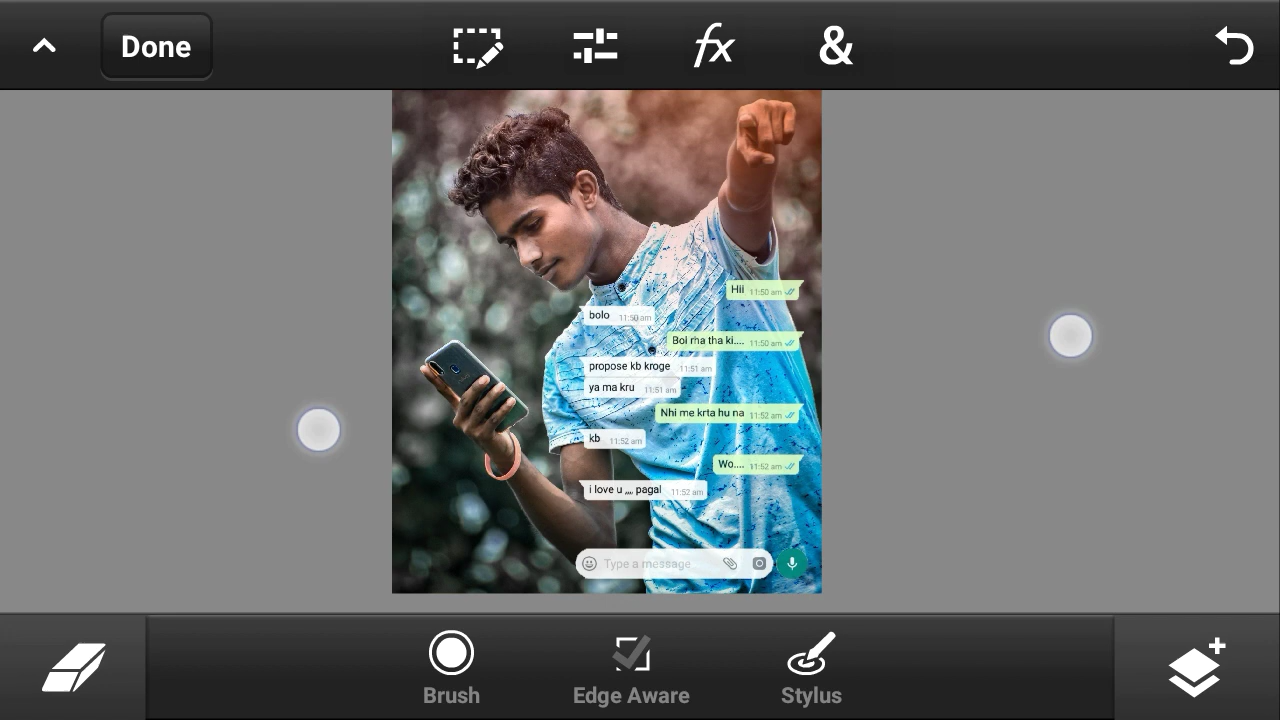 Done
fx
&
Hii 11:50 am
bolo 11:50 am
Bol rha tha ki.... 11:50 am
propose kb kroge 11:51 am
ya ma kru 11:51 am
Nhi me krta hu na 11:52 am
kb 11:52 am
Wo.... 11:52 am
i love u ,,,, pagal 11:52 am
Type a message
Brush
Edge Aware
Stylus